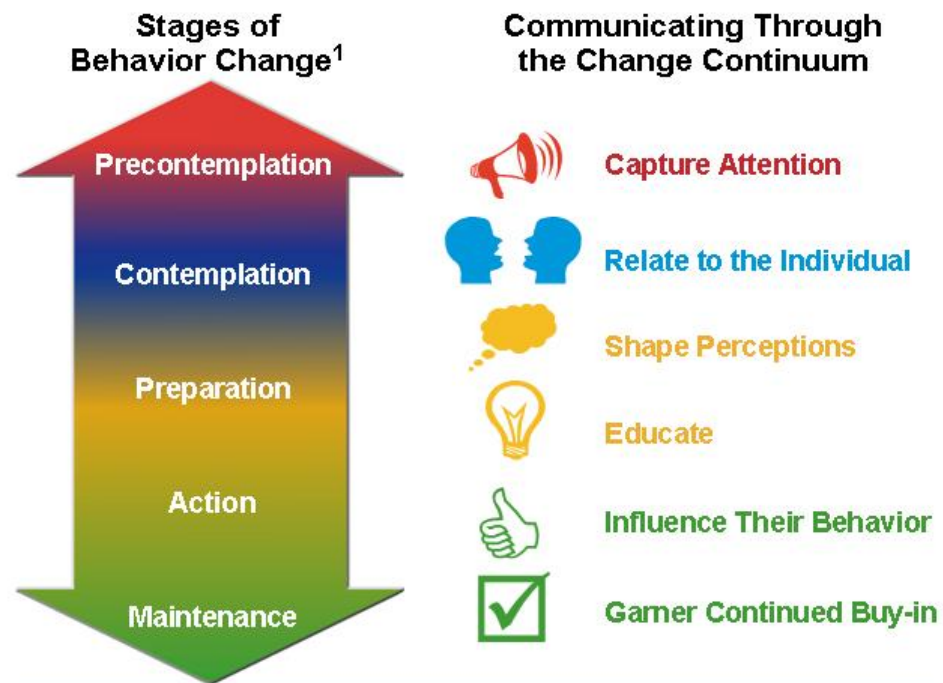 Stages of
Behavior Change1
Precontemplation
Contemplation
Preparation
Action
Maintenance
Communicating Through
the Change Continuum
Capture Attention
Relate to the Individual
Shape Perceptions
Educate
Influence Their Behavior
Garner Continued Buy-in